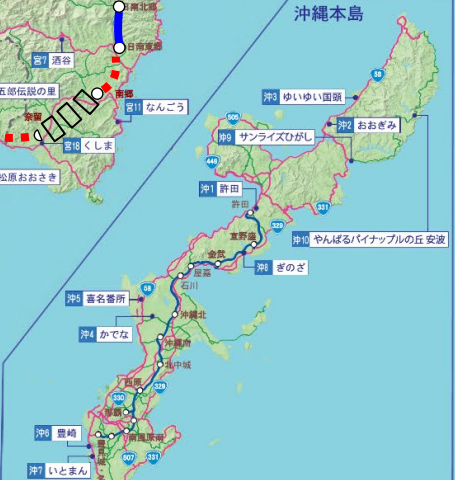 日南北郷
沖縄本島
日南東郷
宮7 酒谷
58
五郎伝説の里
南郷
沖3 ゆいゆい国頭
奈留
宮11 なんごう
505
沖2 おおぎみ
沖9 サンライズひがし
宮18 くしま
449
松原おおさき
沖1 許田
許田
331
329
宜野座
沖10 やんばるパイナップルの丘 安波
金武
沖8 ぎのざ
屋嘉
石川
58
沖5 喜名番所
沖縄北
沖4 かでな
沖縄南
北中城
西原
329
330
那覇
沖6 豊崎
南風原南
沖7 いとまん
507
331